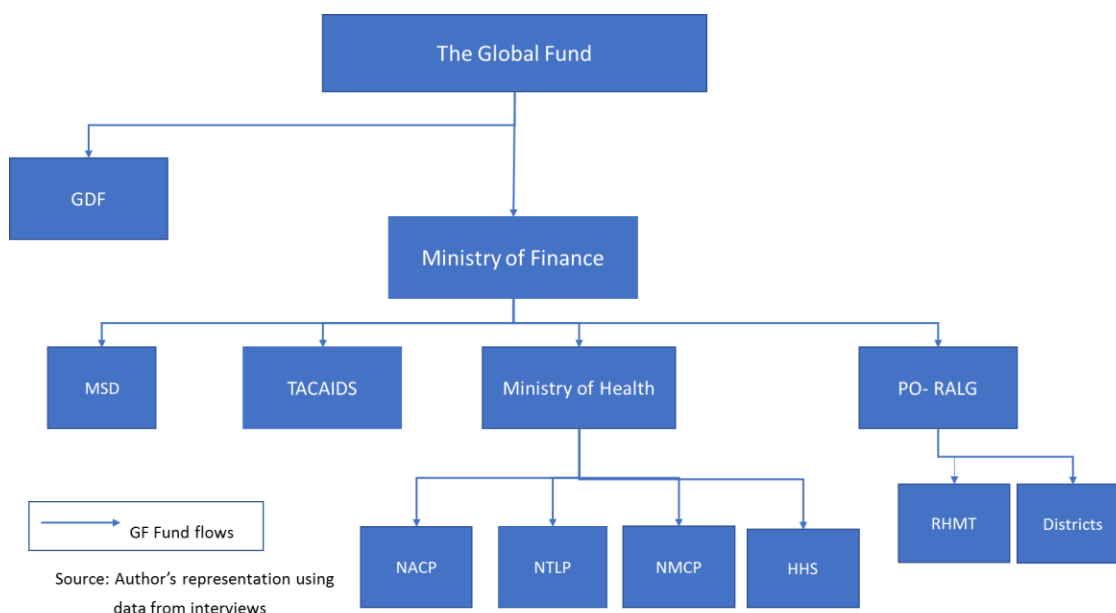 The Global Fund
GDF
Ministry of Finance
MSD
TACAIDS
Ministry of Health
PO- RALG
RHMT
Districts
GF Fund flows
NACP
NTLP
NMCP
HHS
Source: Author's representation using
data from interviews